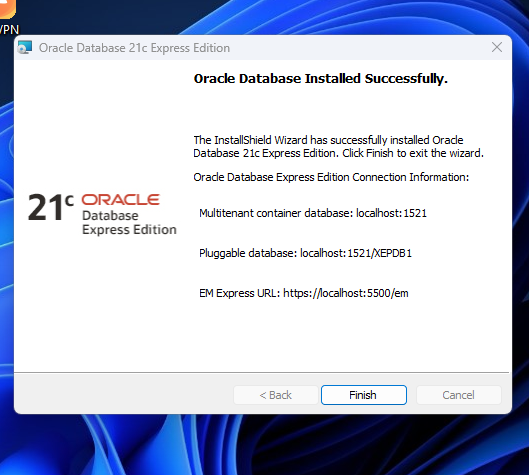 VPN
Oracle Database 21c Express Edition
Oracle Database Installed Successfully.
The InstallShield Wizard has successfully installed Oracle
Database 21c Express Edition. Click Finish to exit the wizard.
Oracle Database Express Edition Connection Information:
21c ORACLE
Database
Express Edition
Multitenant container database: localhost:1521
Pluggable database: localhost:1521/XEPDB1
EM Express URL: https://localhost:5500/em
< Back
Finish
Cancel